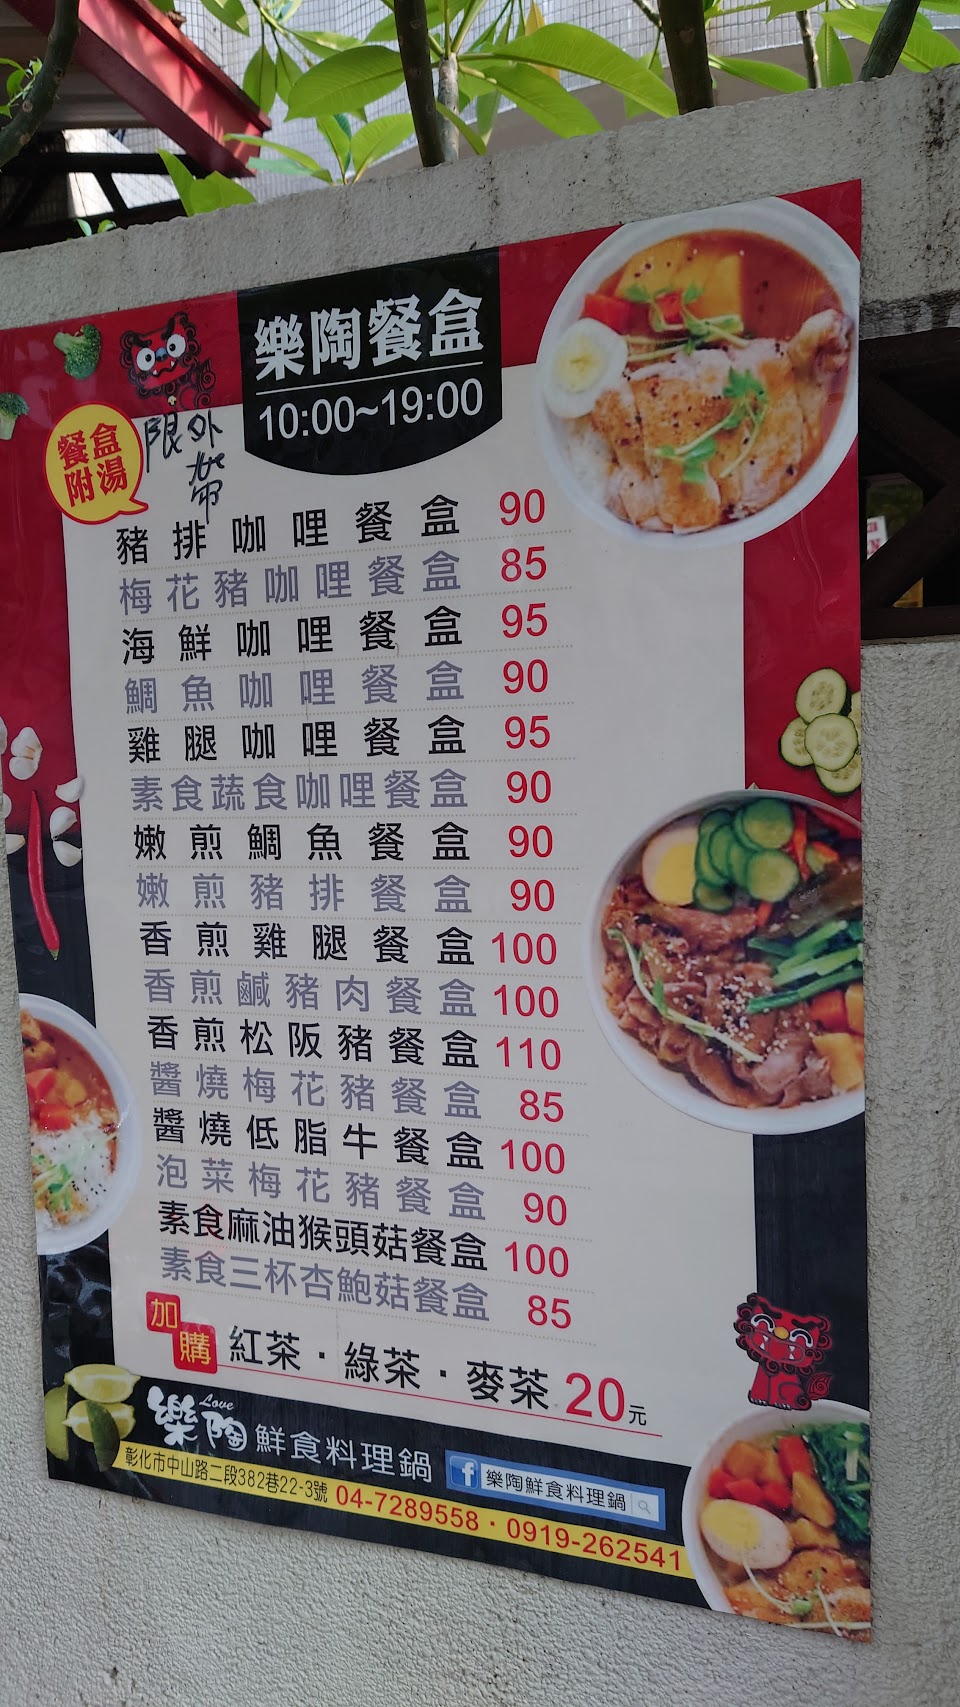 樂陶餐盒
10:00~19:00
餐盒
附湯
限外帶
豬排咖哩餐盒 90
梅花豬咖哩餐盒 85
海鮮咖哩餐盒 95
鯛魚咖哩餐盒 90
雞腿咖哩餐盒 95
素食蔬食咖哩餐盒 90
嫩煎鯛魚餐盒 90
嫩煎豬排餐盒 90
香煎雞腿餐盒 100
香煎鹹豬肉餐盒 100
香煎松阪豬餐盒 110
醬燒梅花豬餐盒 85
醬燒低脂牛餐盒 100
泡菜梅花豬餐盒 90
素食麻油猴頭菇餐盒 100
素食三杯杏鮑菇餐盒 85
加購 紅茶·綠茶·麥茶 20元
Love
樂陶鮮食料理鍋
f 樂陶鮮食料理鍋
彰化市中山路二段382巷22-3號 04-7289558·0919-262541